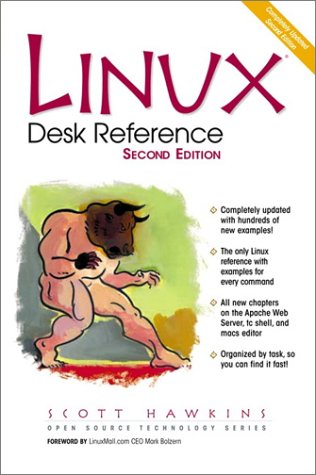 Completely Updated
Second Edition!
LINUX®
Desk Reference
SECOND EDITION
Completely updated
with hundreds of
new examples!
The only Linux
reference with
examples for
every command
All new chapters
on the Apache Web
Server, tc shell, and
macs editor
Organized by task, so
you can find it fast!
SCOTT HAWKINS
OPEN SOURCE TECHNOLOGY SERIES
FOREWORD BY LinuxMall.com CEO Mark Bolzern